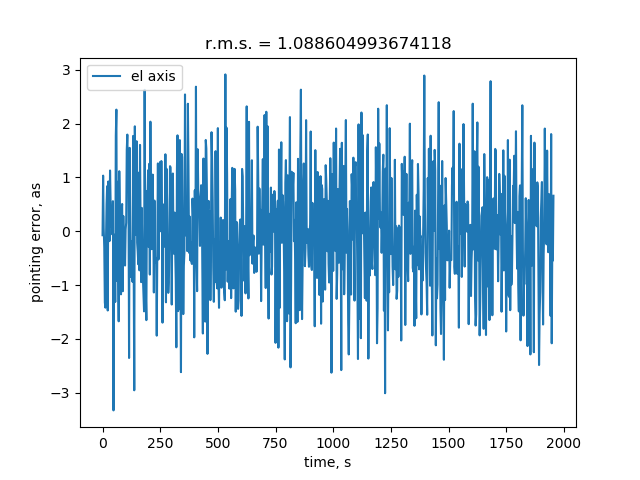 r.m.s. = 1.088604993674118
el axis
3
2
1
0
−1
−2
−3
pointing error, as
0 250 500 750 1000 1250 1500 1750 2000
time, s